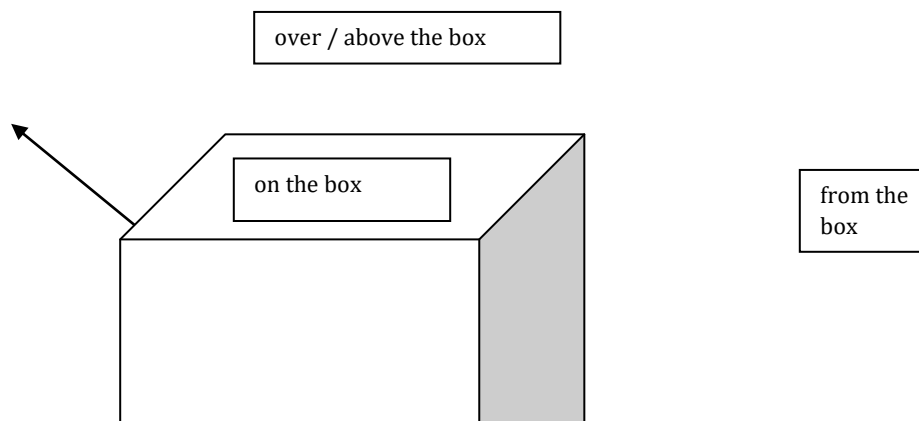 over / above the box
on the box
from the
box